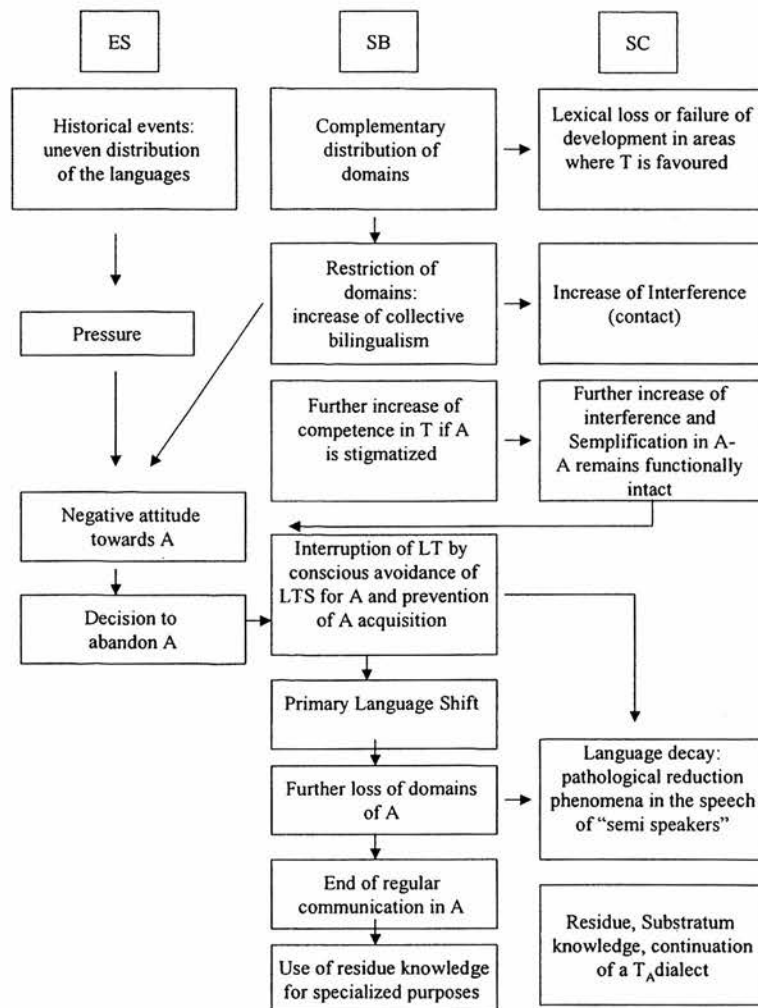 ES
SB
SC
Historical events:
uneven distribution
of the languages
Complementary
distribution of
domains
Lexical loss or failure of
development in areas
where T is favoured
Restriction of
domains:
increase of collective
bilingualism
Increase of Interference
(contact)
Pressure
Further increase of
competence in T if A
is stigmatized
Further increase of
interference and
Semplification in A-
A remains functionally
intact
Negative attitude
towards A
Interruption of LT by
conscious avoidance of
LTS for A and prevention
of A acquisition
Decision to
abandon A
Primary Language Shift
Further loss of domains
of A
Language decay:
pathological reduction
phenomena in the speech
of “semi speakers”
End of regular
communication in A
Residue, Substratum
knowledge, continuation
of a TAdialect
Use of residue knowledge
for specialized purposes